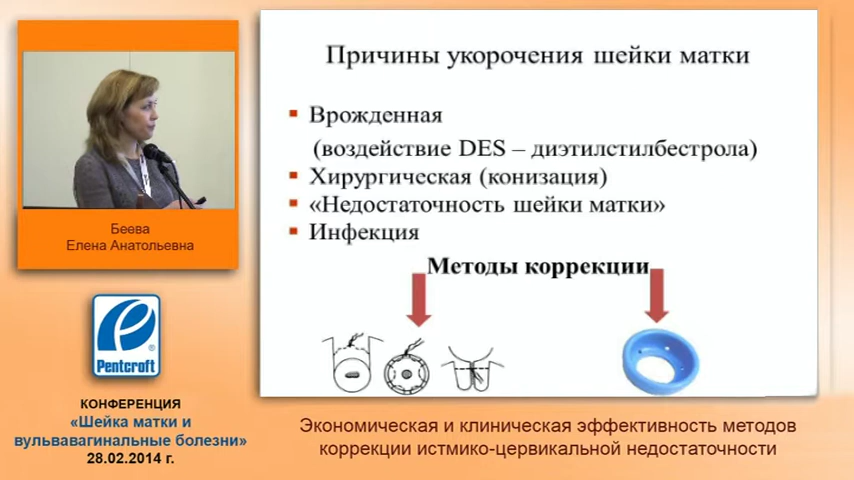 Причины укорочения шейки матки
Врожденная
(воздействие DES – диэтилстилбестрола)
Хирургическая (конизация)
«Недостаточность шейки матки»
Инфекция
Методы коррекции
Беева
Елена Анатольевна
Pentcroft
КОНФЕРЕНЦИЯ
«Шейка матки и
вульвавагинальные болезни»
28.02.2014 г.
Экономическая и клиническая эффективность методов
коррекции истмико-цервикальной недостаточности